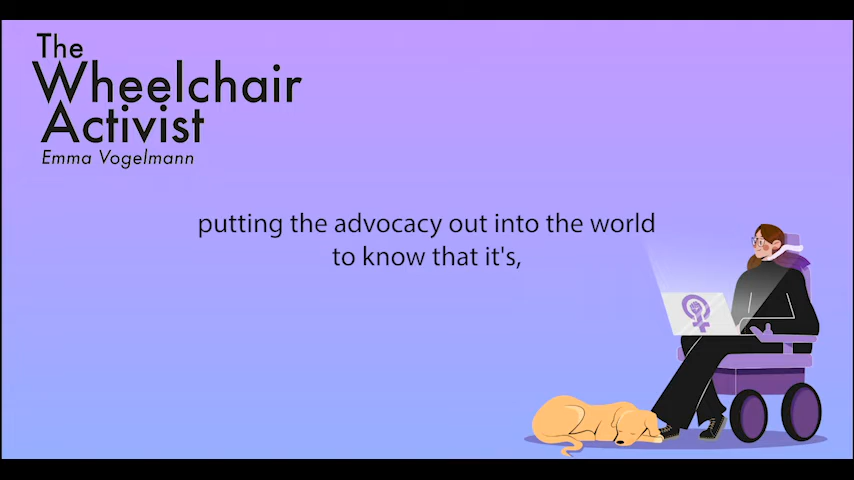 The
Wheelchair
Activist
Emma Vogelmann
putting the advocacy out into the world
to know that it's,